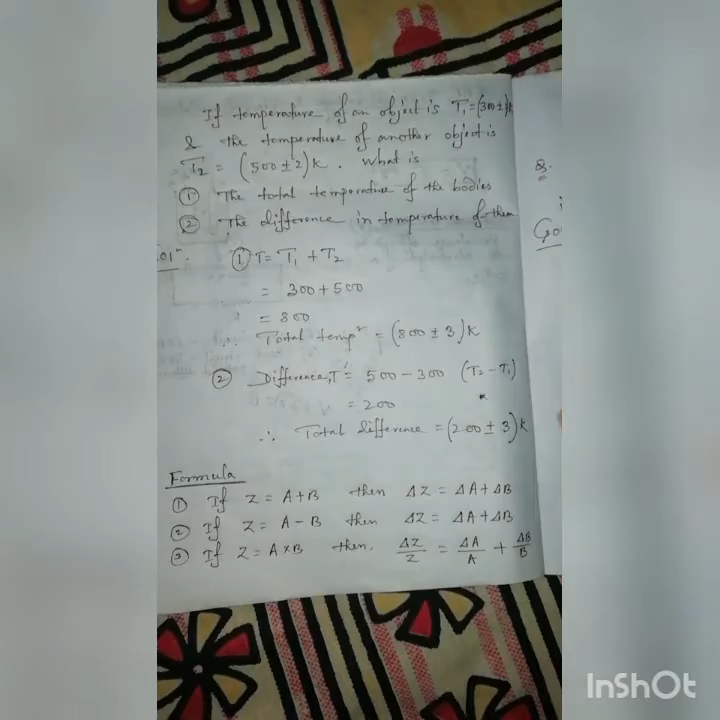 If temperature of an object is T₁=(300±)k
& the temperature of another object is
T₂ = (500±2)k. What is
① The total temperature of the bodies
② The difference in temperature of them
① T = T₁ + T₂
= 300+500
= 800
∴ Total tempʳ = (800 ± 3)k
② Difference, T' = 500 - 300 (T₂ - T₁)
= 200
∴ Total difference = (200 ± 3)k
Formula
① If Z = A+B then ΔZ = ΔA+ΔB
② If Z = A-B then ΔZ = ΔA+ΔB
③ If Z = A×B then, ΔZ/Z = ΔA/A + ΔB/B
Q.
InShOt